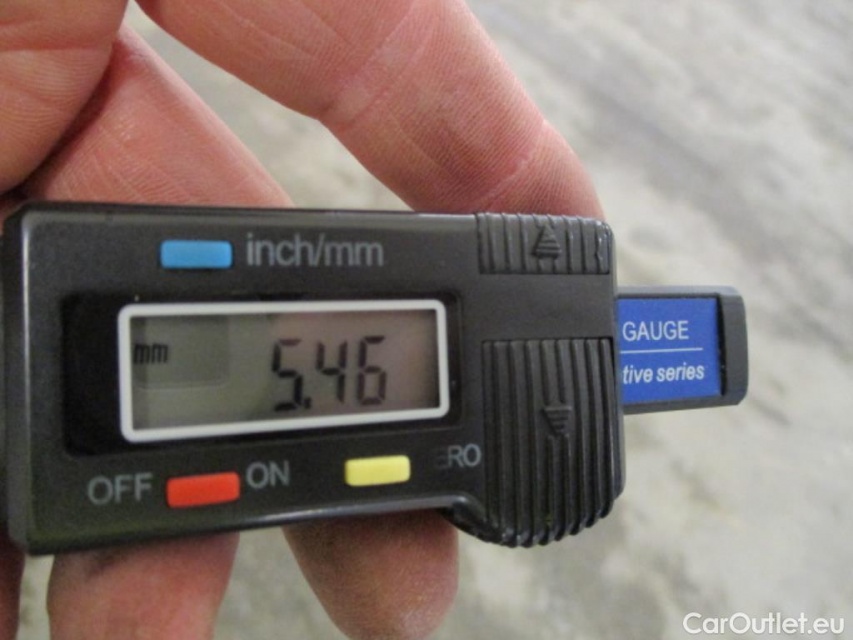 inch/mm
mm
5.46
GAUGE
tive series
OFF ON
ERO
CarOutlet.eu